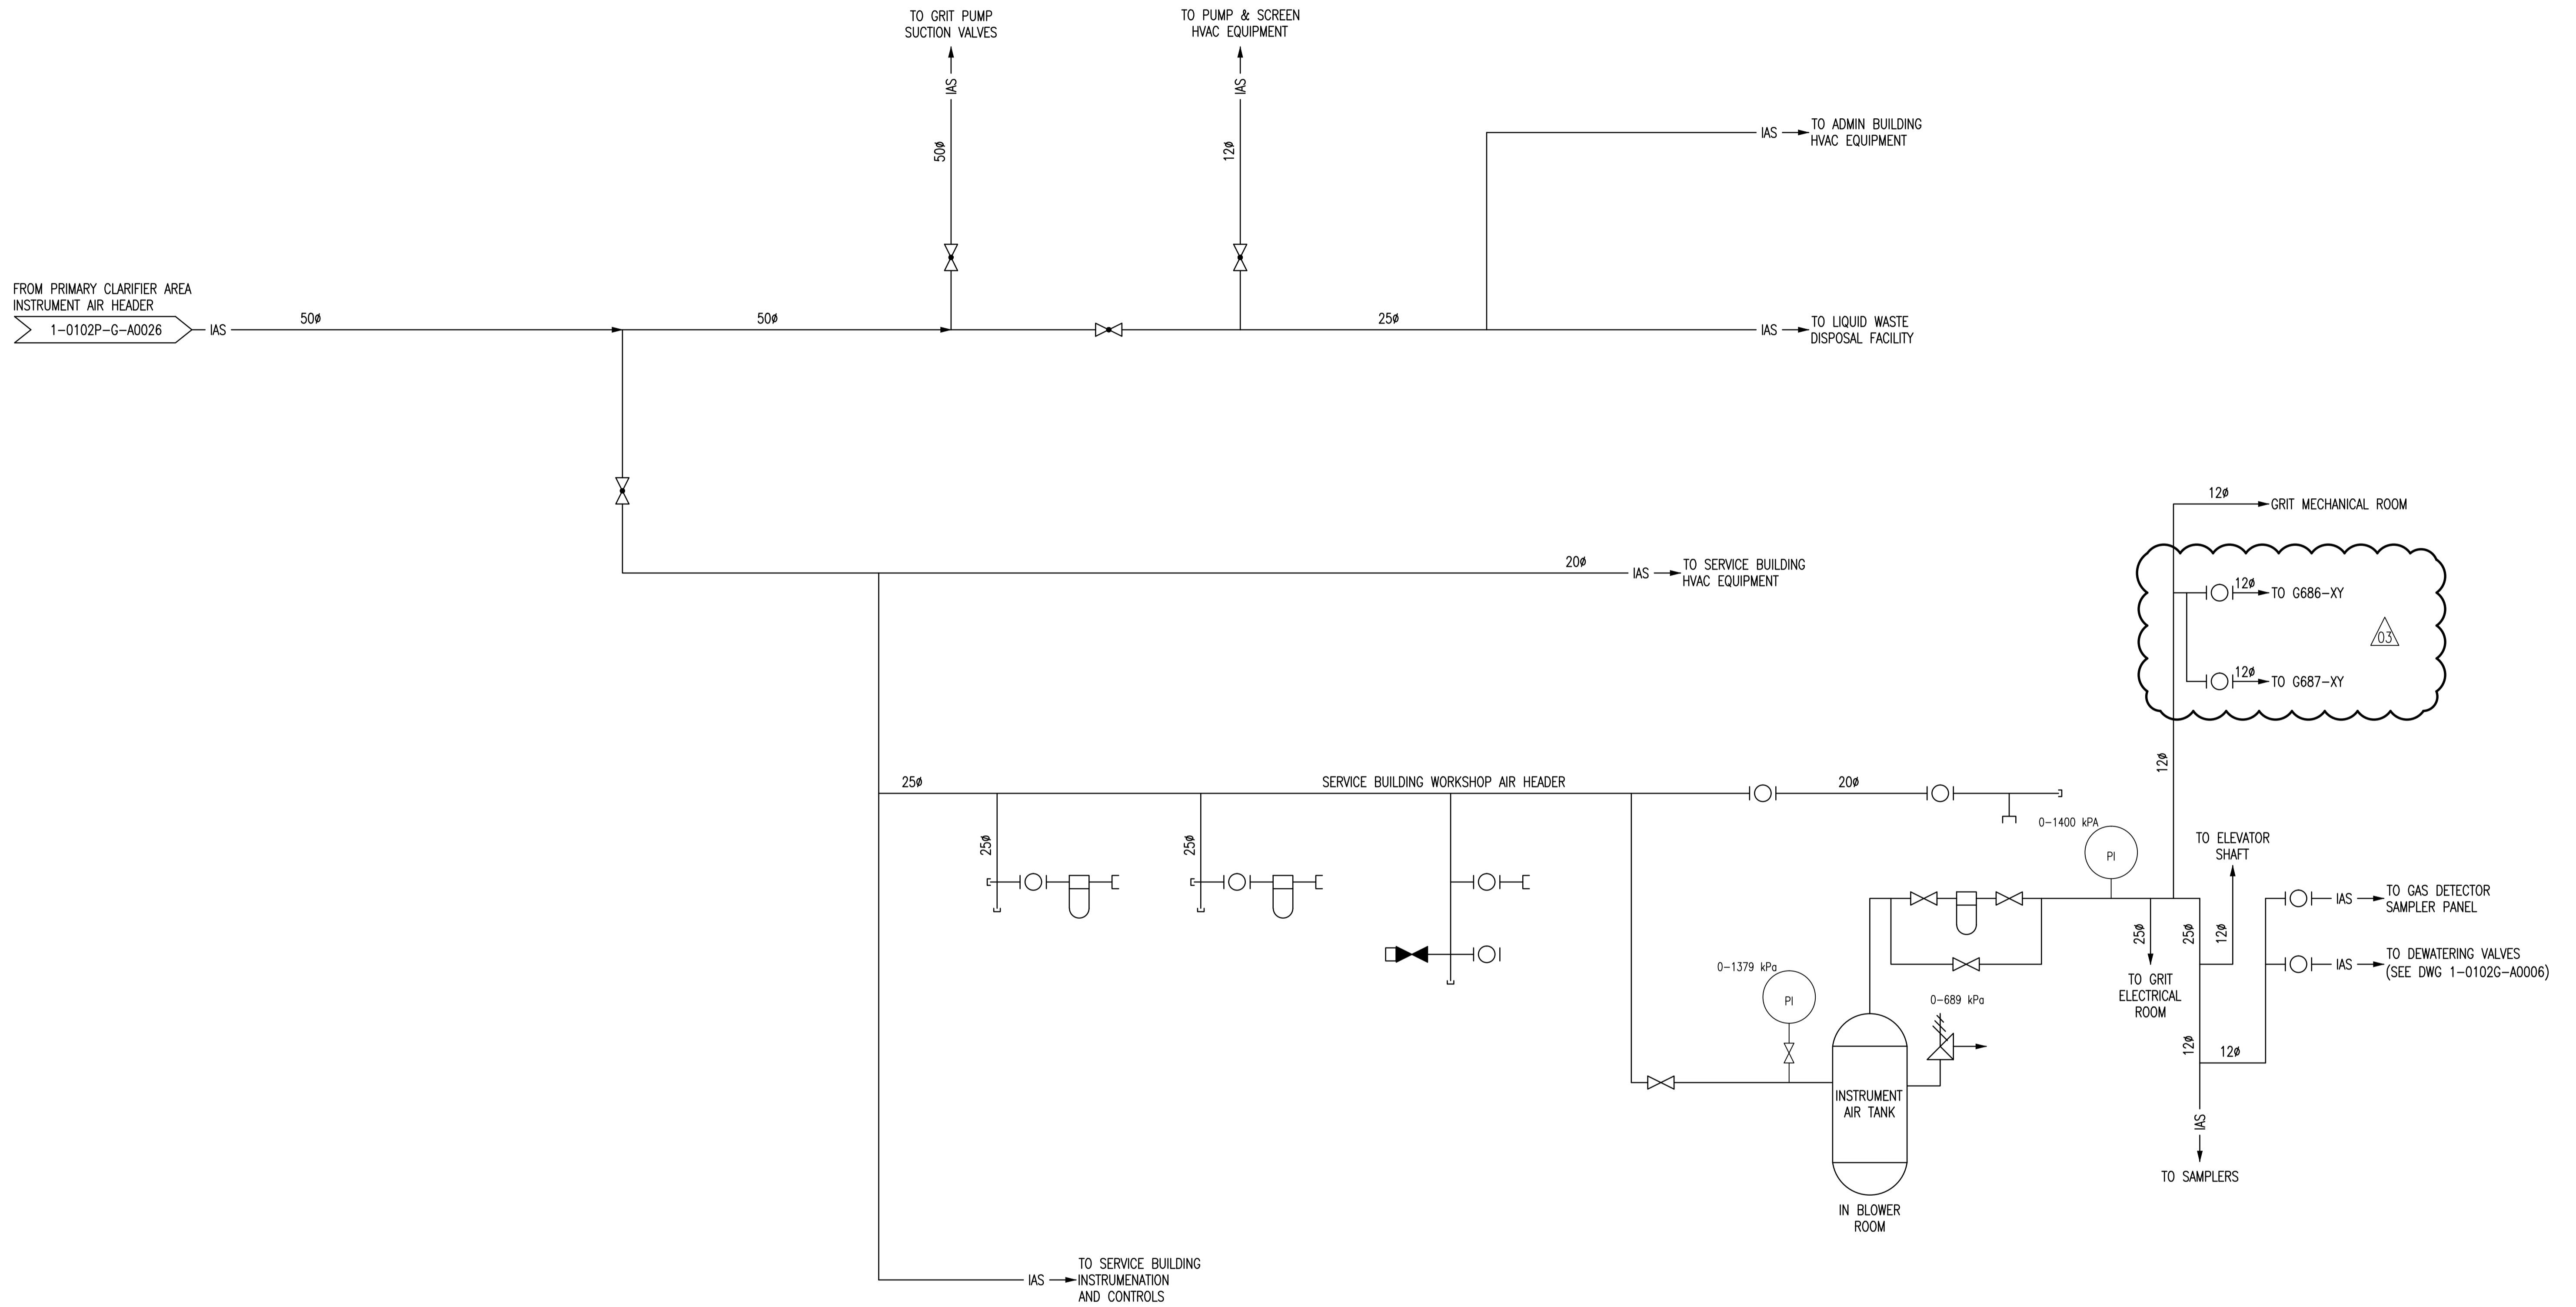 TO GRIT PUMP
SUCTION VALVES
TO PUMP & SCREEN
HVAC EQUIPMENT
IAS
IAS
50ø
12ø
IAS
TO ADMIN BUILDING
HVAC EQUIPMENT
FROM PRIMARY CLARIFIER AREA
INSTRUMENT AIR HEADER
1-0102P-G-A0026
IAS
50ø
50ø
25ø
IAS
TO LIQUID WASTE
DISPOSAL FACILITY
12ø
GRIT MECHANICAL ROOM
20ø
IAS
TO SERVICE BUILDING
HVAC EQUIPMENT
12ø
TO G686-XY
03
12ø
TO G687-XY
12ø
25ø
SERVICE BUILDING WORKSHOP AIR HEADER
20ø
25ø
25ø
0-1400 kPA
PI
TO ELEVATOR
SHAFT
25ø
25ø
12ø
IAS
TO GAS DETECTOR
SAMPLER PANEL
IAS
TO DEWATERING VALVES
(SEE DWG 1-0102G-A0006)
TO GRIT
ELECTRICAL
ROOM
0-1379 kPa
PI
0-689 kPa
12ø
12ø
INSTRUMENT
AIR TANK
IAS
TO SAMPLERS
IN BLOWER
ROOM
IAS
TO SERVICE BUILDING
INSTRUMENATION
AND CONTROLS